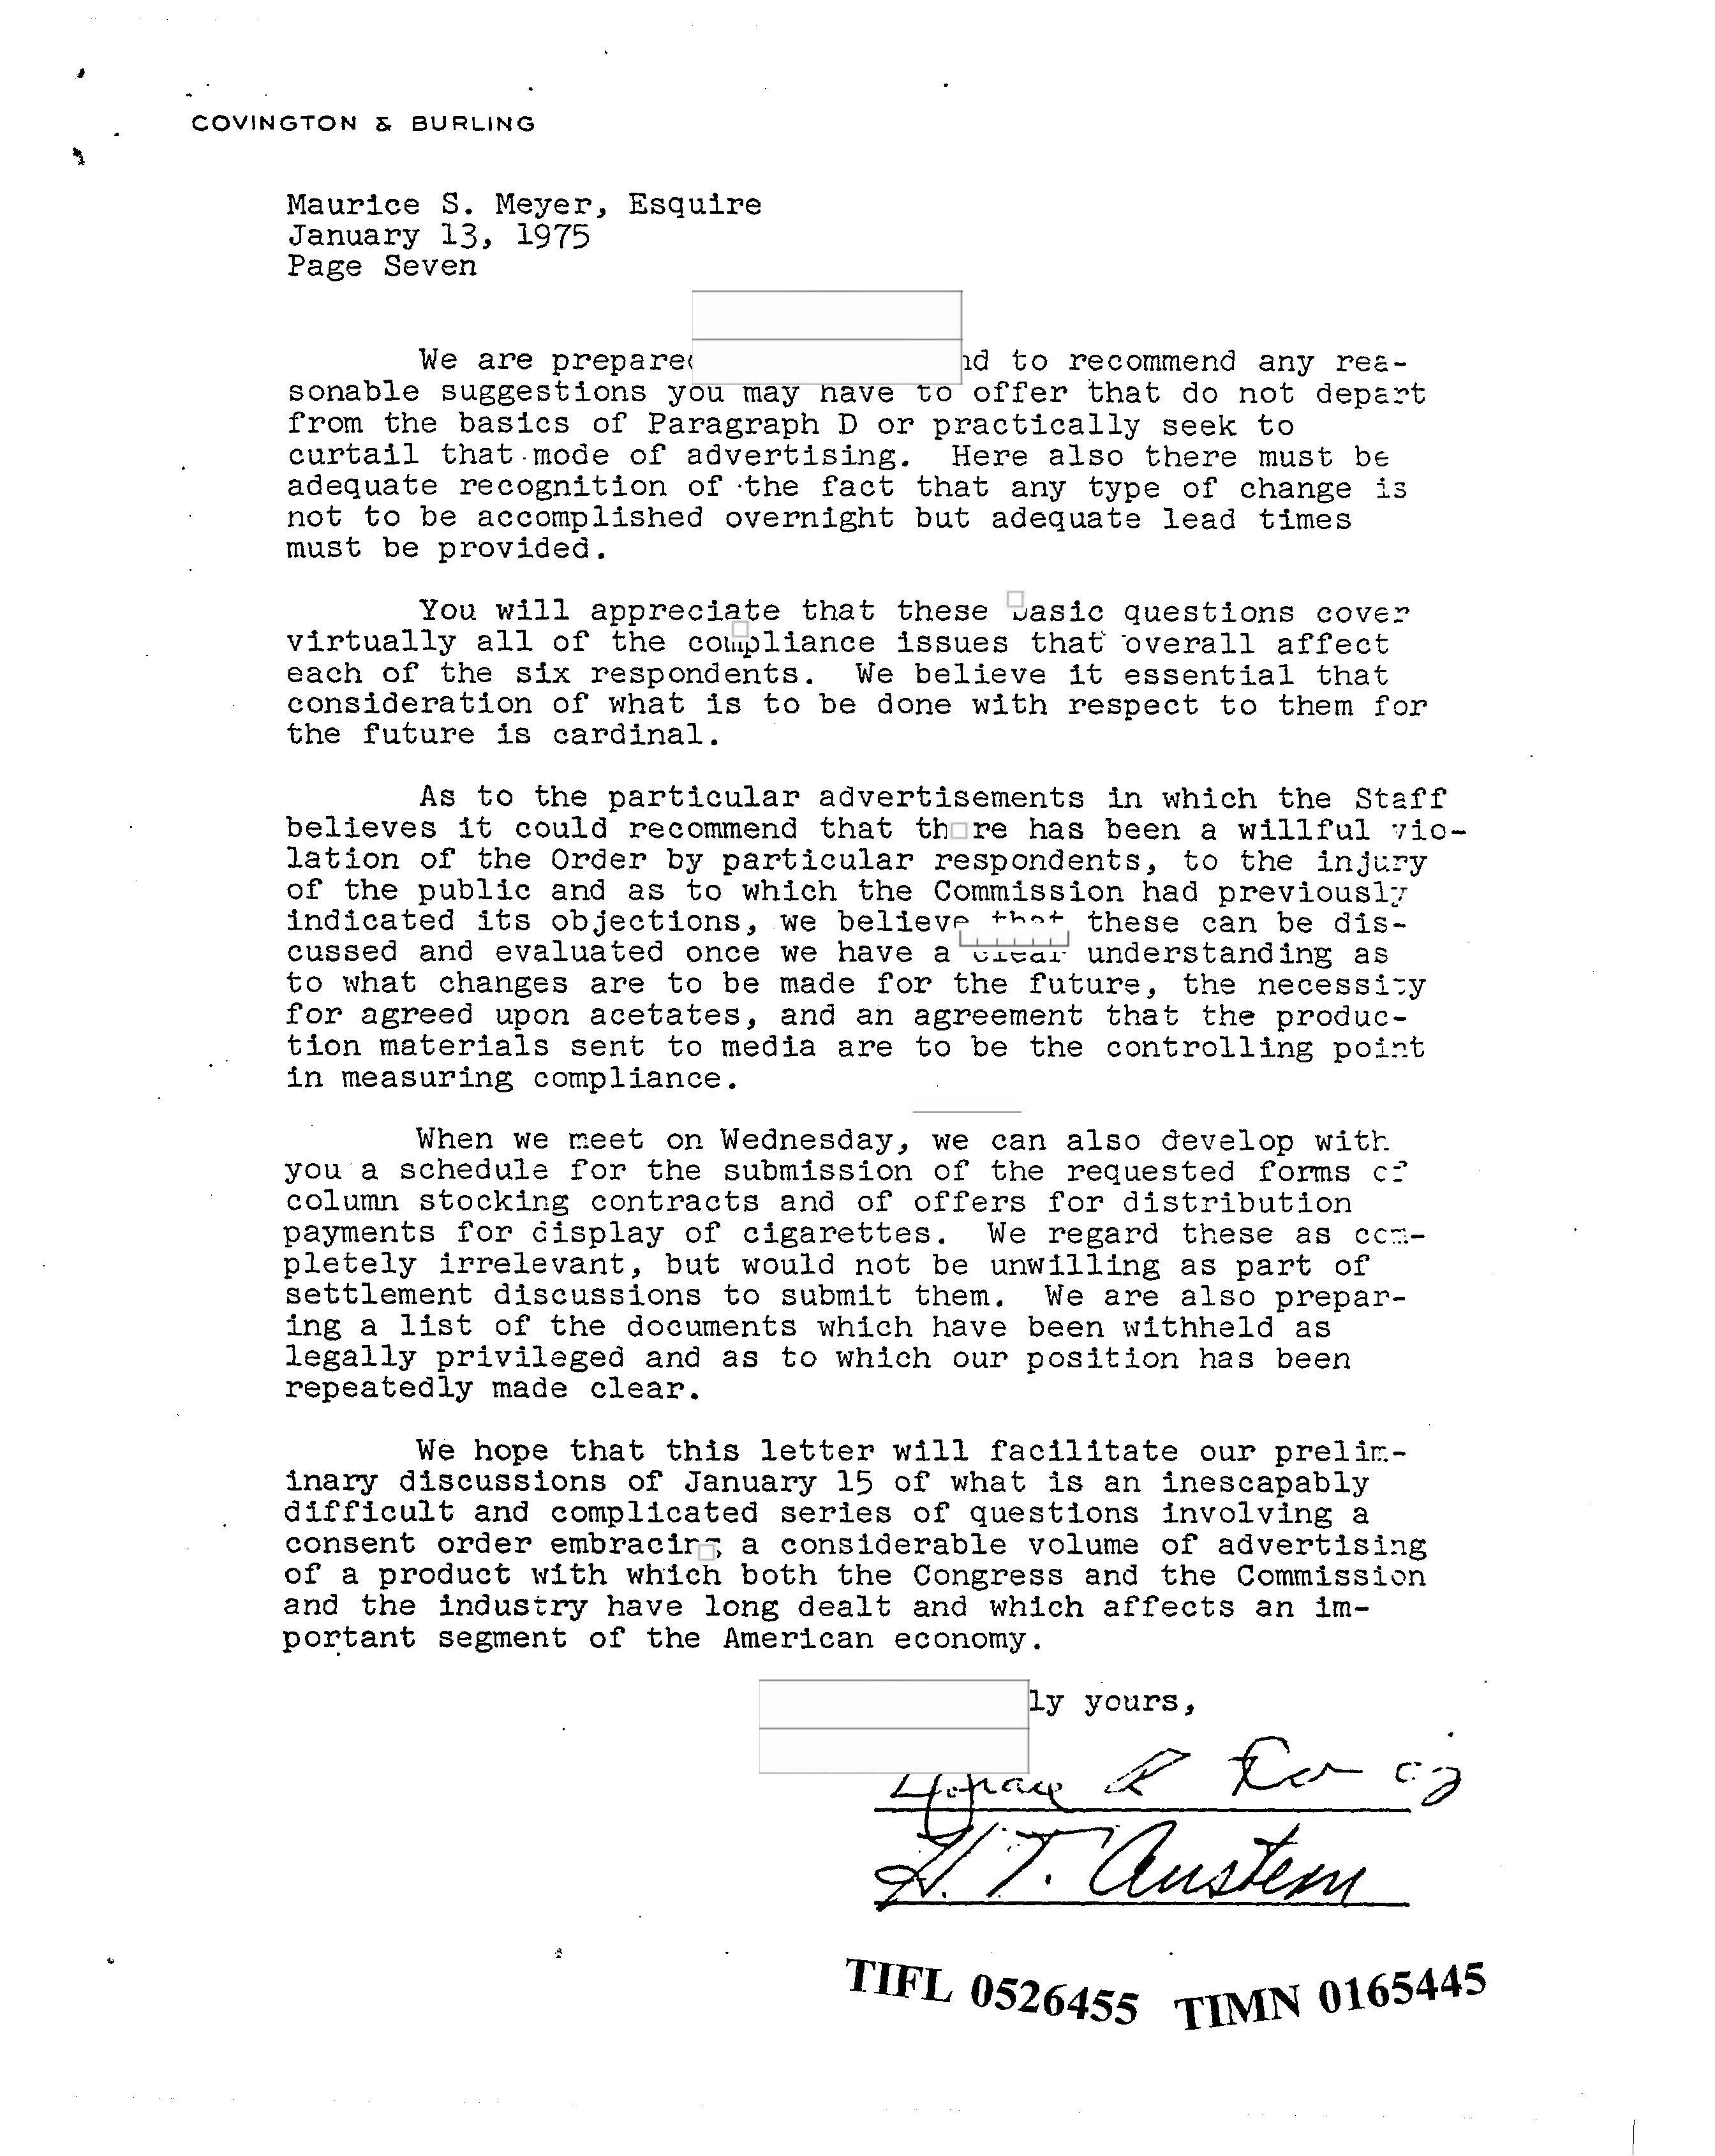 COVINGTON & BURLING
Maurice S. Meyer, Esquire
January 13, 1975
Page Seven
We are to recommend any rea-
sonable suggestions you may have to offer that do not depart
from the basics of Paragraph D or practically seek to
curtail that mode of advertising. Here also there must be
adequate recognition of the fact that any type of change is
not to be accomplished overnight but adequate lead times
must be provided.
You will appreciate that these basic questions cover
virtually all of the compliance issues that overall affect
each of the six respondents. We believe it essential that
consideration of what is to be done with respect to them for
the future is cardinal.
As to the particular advertisements in which the Staff
believes it could recommend that there has been a willful vio-
lation of the Order by particular respondents, to the injury
of the public and as to which the Commission had previously
indicated its objections, we believe that these can be dis-
cussed and evaluated once we have a clear understanding as
to what changes are to be made for the future, the necessity
for agreed upon acetates, and an agreement that the produc-
tion materials sent to media are to be the controlling point
in measuring compliance.
When we meet on Wednesday, we can also develop with
you a schedule for the submission of the requested forms of
column stocking contracts and of offers for distribution
payments for display of cigarettes. We regard these as com-
pletely irrelevant, but would not be unwilling as part of
settlement discussions to submit them. We are also prepar-
ing a list of the documents which have been withheld as
legally privileged and as to which our position has been
repeatedly made clear.
We hope that this letter will facilitate our prelim-
inary discussions of January 15 of what is an inescapably
difficult and complicated series of questions involving a
consent order embracing a considerable volume of advertising
of a product with which both the Congress and the Commission
and the industry have long dealt and which affects an im-
portant segment of the American economy.
yours,
H. T. Austern
TIFL 0526455 TIMN 0165445